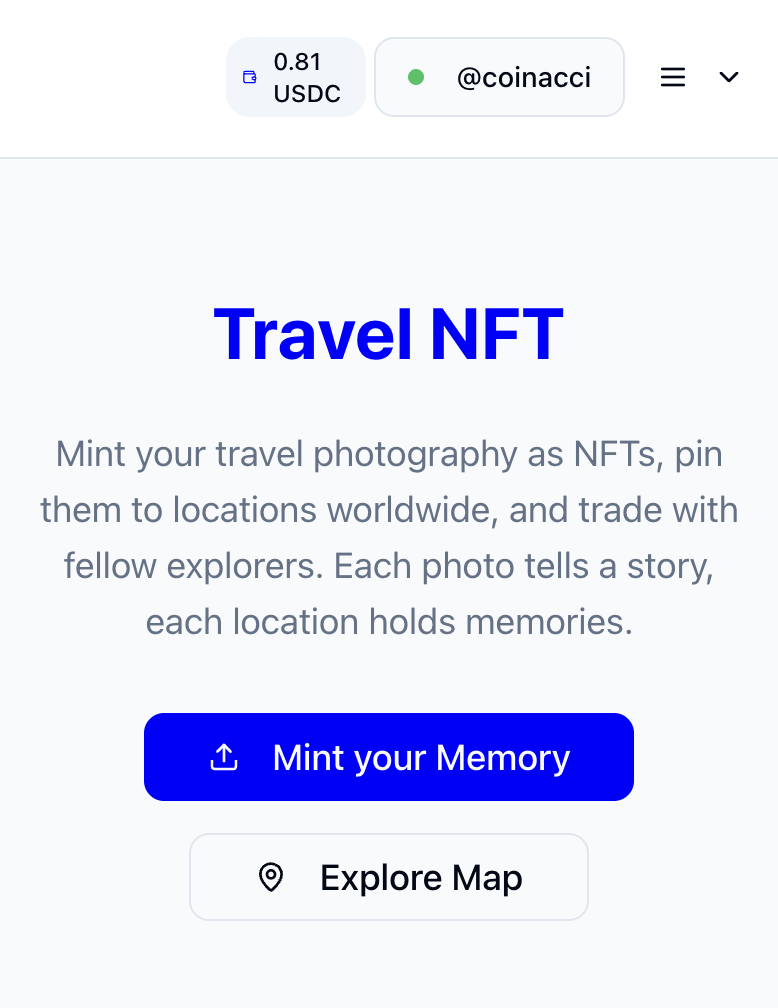 0.81
USDC
@coinacci
Travel NFT
Mint your travel photography as NFTs, pin
them to locations worldwide, and trade with
fellow explorers. Each photo tells a story,
each location holds memories.
Mint your Memory
Explore Map